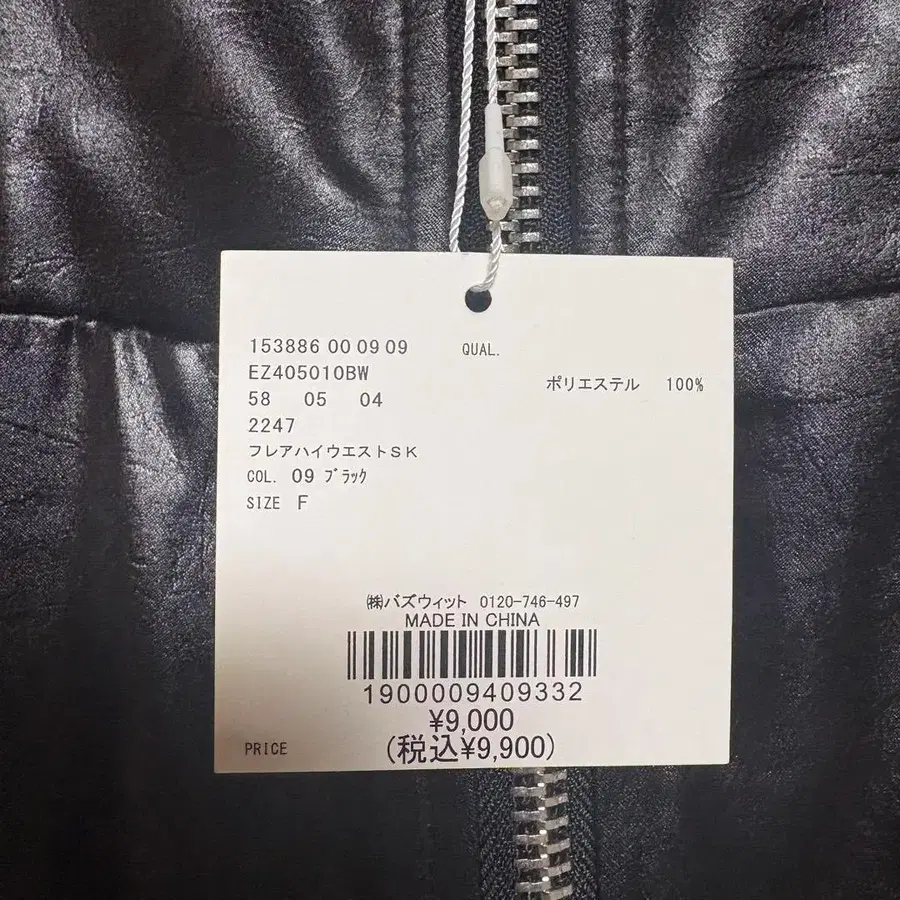 153886 00 09 09
QUAL.
EZ405010BW
ポリエステル 100%
58 05 04
2247
フレアハイウエストSK
COL. 09 ブラック
SIZE F
㈱バズウィット 0120-746-497
MADE IN CHINA
1900009409332
¥9,000
PRICE (税込¥9,900)